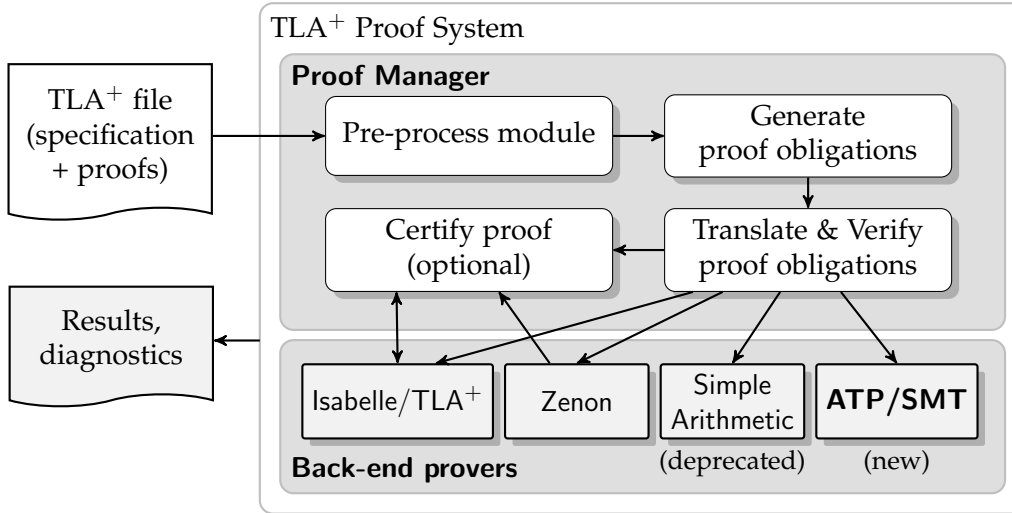 TLA⁺ Proof System
Proof Manager
TLA⁺ file
(specification
+ proofs)
Pre-process module
Generate
proof obligations
Certify proof
(optional)
Translate & Verify
proof obligations
Results,
diagnostics
Isabelle/TLA⁺
Zenon
Simple
Arithmetic
ATP/SMT
(deprecated)
(new)
Back-end provers